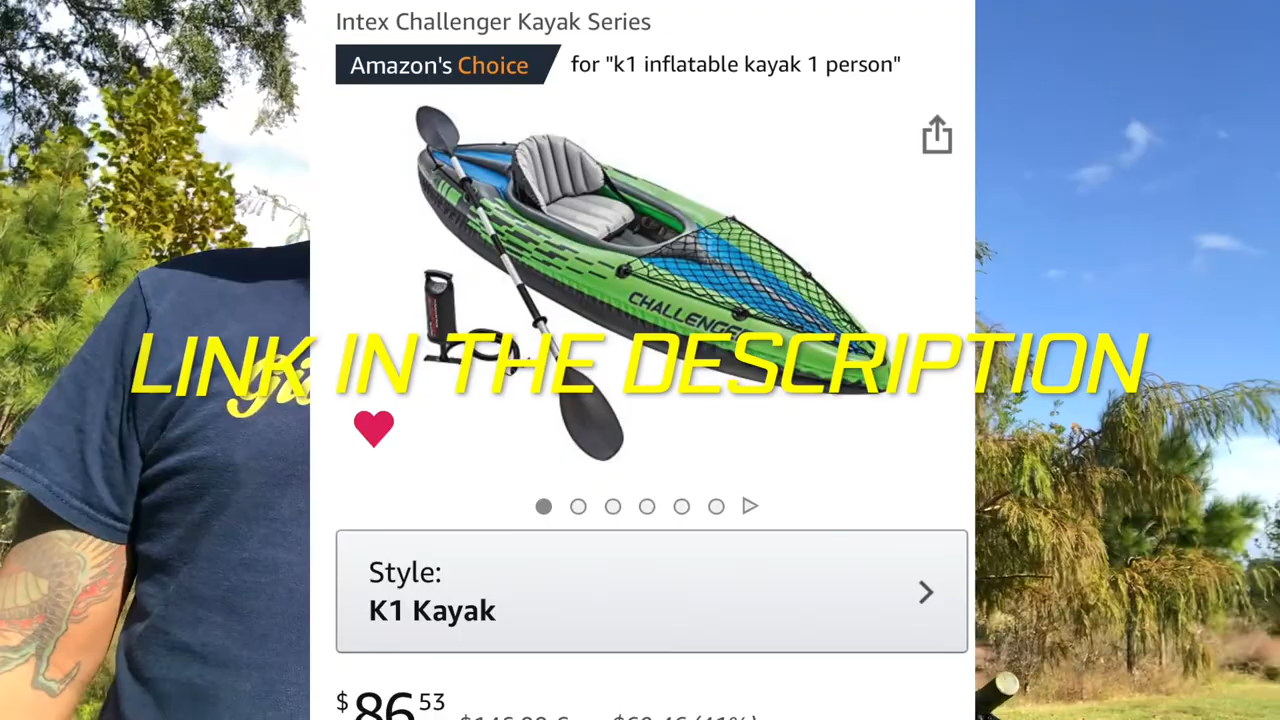 Intex Challenger Kayak Series
Amazon's Choice for "k1 inflatable kayak 1 person"
CHALLENGER
LINK IN THE DESCRIPTION
Style:
K1 Kayak
$86 53